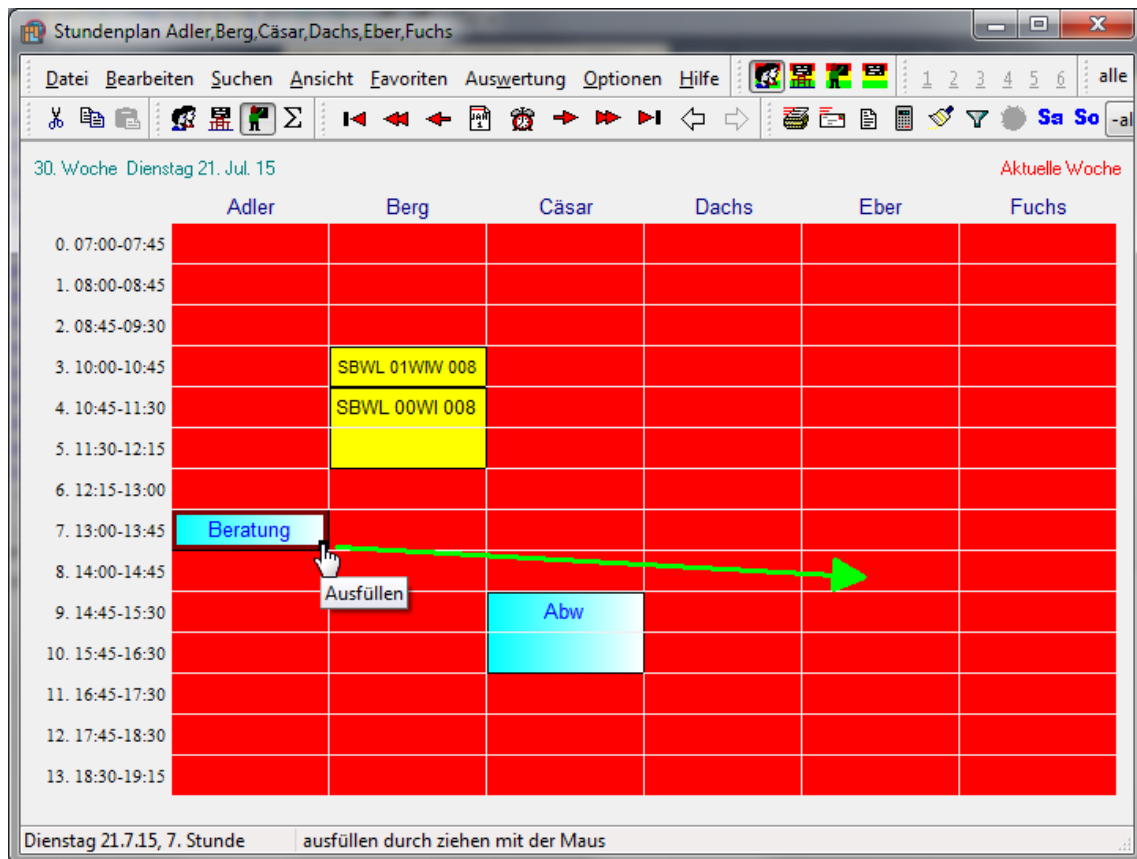 Stundenplan Adler,Berg,Cäsar,Dachs,Eber,Fuchs
Datei Bearbeiten Suchen Ansicht Favoriten Auswertung Optionen Hilfe 1 2 3 4 5 6 alle
Sa So -al
30. Woche Dienstag 21. Jul. 15 Aktuelle Woche
Adler Berg Cäsar Dachs Eber Fuchs
0. 07:00-07:45
1. 08:00-08:45
2. 08:45-09:30
3. 10:00-10:45 SBWL 01WIW 008
4. 10:45-11:30 SBWL 00WI 008
5. 11:30-12:15
6. 12:15-13:00
7. 13:00-13:45 Beratung
8. 14:00-14:45
Ausfüllen
9. 14:45-15:30 Abw
10. 15:45-16:30
11. 16:45-17:30
12. 17:45-18:30
13. 18:30-19:15
Dienstag 21.7.15, 7. Stunde ausfüllen durch ziehen mit der Maus